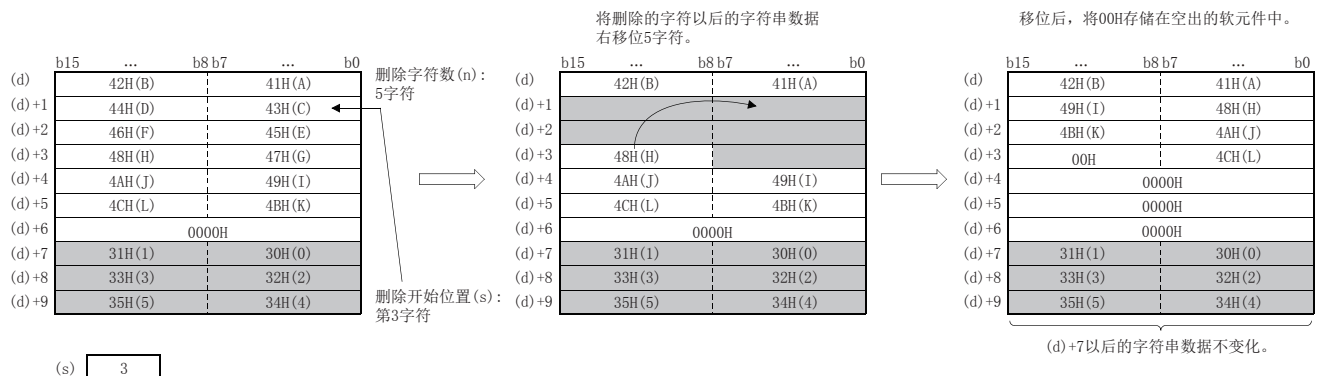 将删除的字符以后的字符串数据
右移位5字符。
移位后，将00H存储在空出的软元件中。
b15 ... b8 b7 ... b0
(d) 42H(B) 41H(A)
(d)+1 44H(D) 43H(C)
(d)+2 46H(F) 45H(E)
(d)+3 48H(H) 47H(G)
(d)+4 4AH(J) 49H(I)
(d)+5 4CH(L) 4BH(K)
(d)+6 0000H
(d)+7 31H(1) 30H(0)
(d)+8 33H(3) 32H(2)
(d)+9 35H(5) 34H(4)
删除字符数(n):
5字符
删除开始位置(s):
第3字符
b15 ... b8 b7 ... b0
(d) 42H(B) 41H(A)
(d)+1
(d)+2
(d)+3 48H(H)
(d)+4 4AH(J) 49H(I)
(d)+5 4CH(L) 4BH(K)
(d)+6 0000H
(d)+7 31H(1) 30H(0)
(d)+8 33H(3) 32H(2)
(d)+9 35H(5) 34H(4)
b15 ... b8 b7 ... b0
(d) 42H(B) 41H(A)
(d)+1 49H(I) 48H(H)
(d)+2 4BH(K) 4AH(J)
(d)+3 00H 4CH(L)
(d)+4 0000H
(d)+5 0000H
(d)+6 0000H
(d)+7 31H(1) 30H(0)
(d)+8 33H(3) 32H(2)
(d)+9 35H(5) 34H(4)
(d)+7以后的字符串数据不变化。
(s) 3